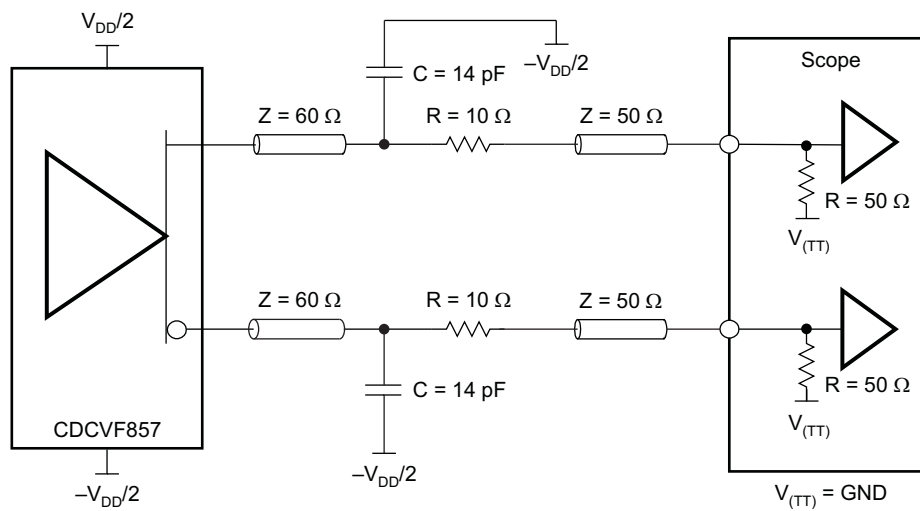 V_DD/2
–V_DD/2
C = 14 pF
Scope
Z = 60 Ω
R = 10 Ω
Z = 50 Ω
R = 50 Ω
V_(TT)
Z = 60 Ω
R = 10 Ω
Z = 50 Ω
C = 14 pF
R = 50 Ω
V_(TT)
CDCVF857
–V_DD/2
–V_DD/2
V_(TT) = GND